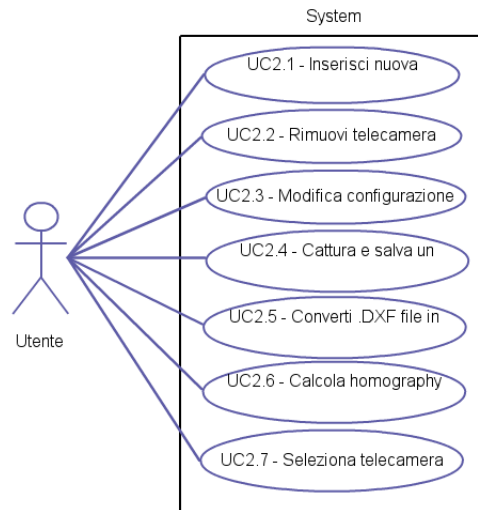 System
UC2.1 - Inserisci nuova
UC2.2 - Rimuovi telecamera
UC2.3 - Modifica configurazione
UC2.4 - Cattura e salva un
UC2.5 - Converti .DXF file in
UC2.6 - Calcola homography
UC2.7 - Seleziona telecamera
Utente